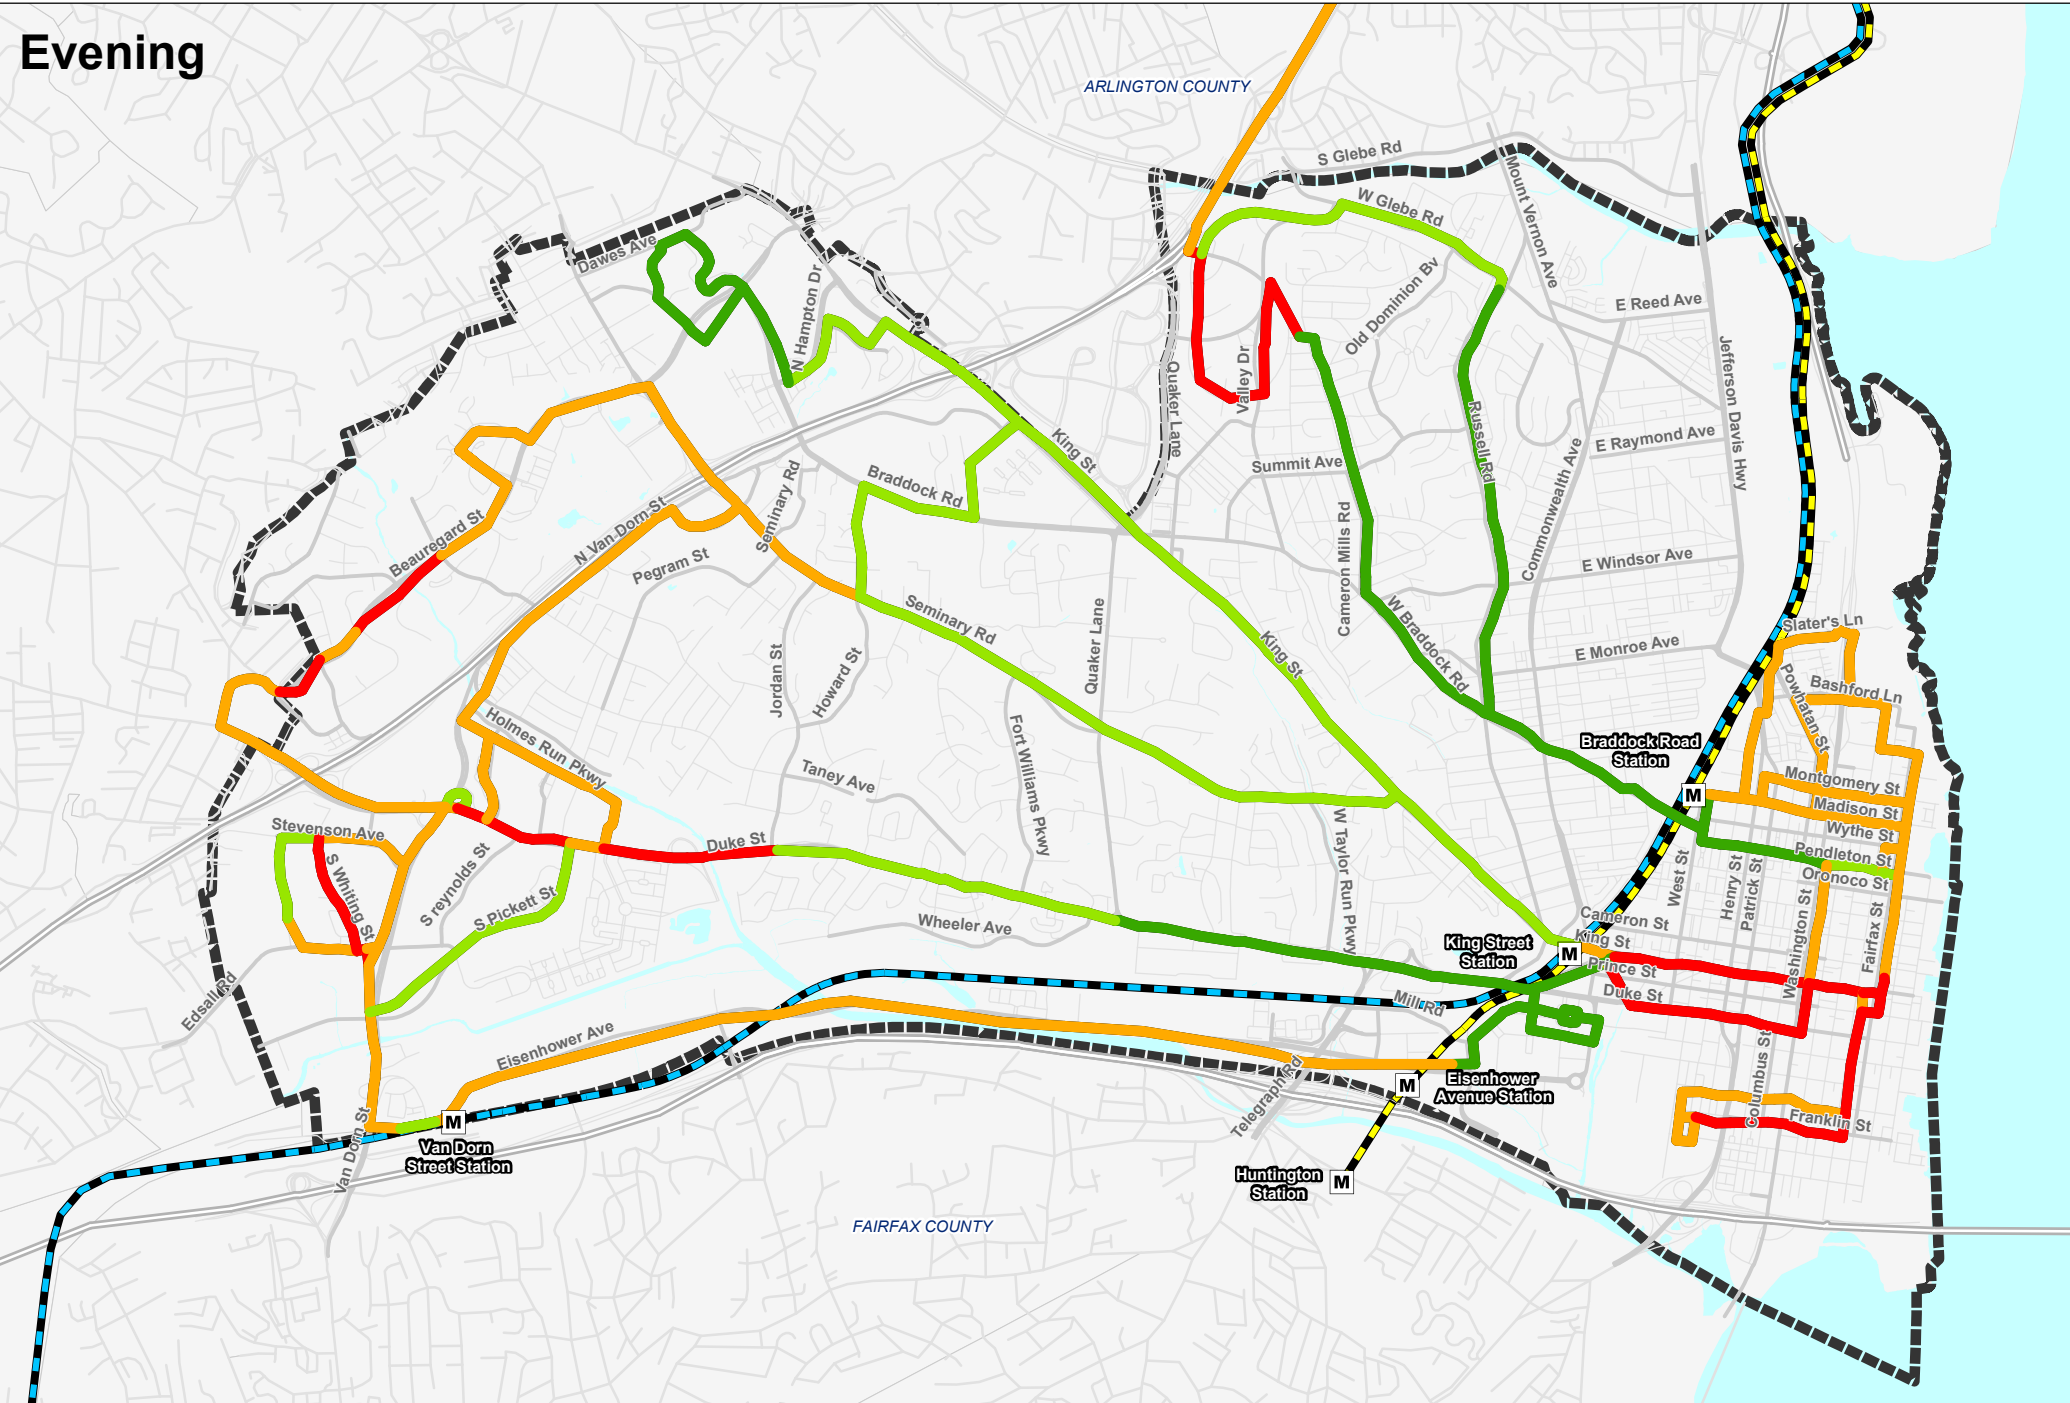 Evening
ARLINGTON COUNTY
S Glebe Rd
Mount Vernon Ave
W Glebe Rd
Dawes Ave
N Hampton Dr
Old Dominion Bv
E Reed Ave
Jefferson Davis Hwy
Quaker Lane
Valley Dr
Russell Rd
E Raymond Ave
King St
Braddock Rd
Summit Ave
Commonwealth Ave
Seminary Rd
Beauregard St
N Van Dorn St
Pegram St
Cameron Mills Rd
E Windsor Ave
W Braddock Rd
Seminary Rd
Quaker Lane
King St
E Monroe Ave
Slater's Ln
Jordan St
Howard St
Powhatan St
Bashford Ln
Holmes Run Pkwy
Fort Williams Pkwy
Braddock Road
Station
M
Taney Ave
Montgomery St
Madison St
Wythe St
Stevenson Ave
Duke St
W Taylor Run Pkwy
Pendleton St
Oronoco St
S Whiting St
S reynolds St
S Pickett St
West St
Henry St
Patrick St
Washington St
Fairfax St
Wheeler Ave
Cameron St
King St
King Street
Station
M
Prince St
Duke St
Edsall Rd
Mill Rd
Eisenhower Ave
Telegraph Rd
M
Eisenhower
Avenue Station
Columbus St
Franklin St
Van Dorn St
M
Van Dorn
Street Station
Huntington
Station
M
FAIRFAX COUNTY